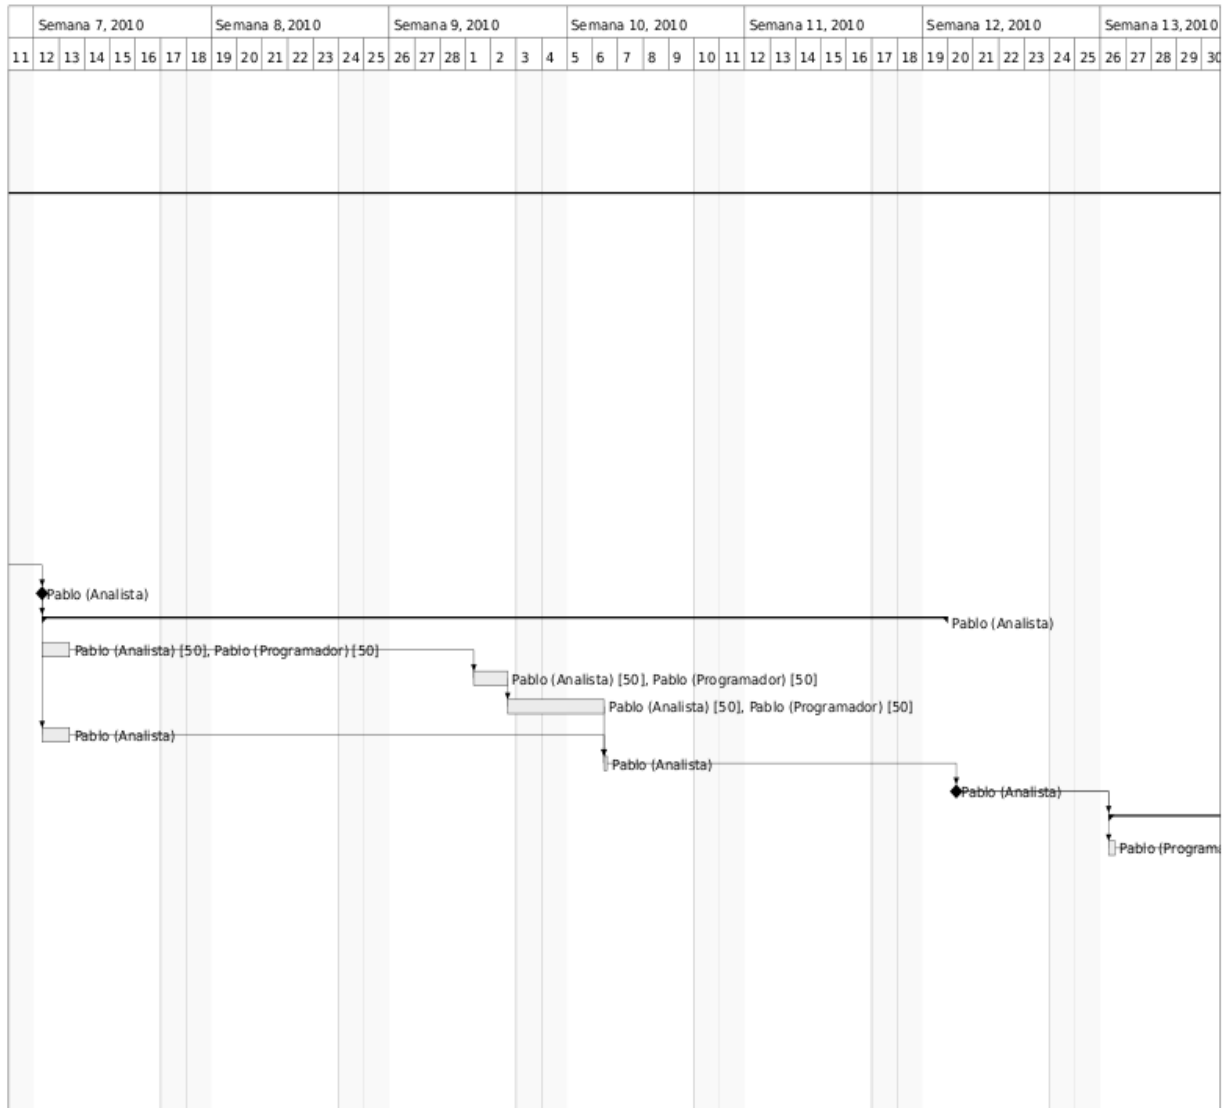 Semana 7, 2010 Semana 8, 2010 Semana 9, 2010 Semana 10, 2010 Semana 11, 2010 Semana 12, 2010 Semana 13, 2010
11 12 13 14 15 16 17 18 19 20 21 22 23 24 25 26 27 28 1 2 3 4 5 6 7 8 9 10 11 12 13 14 15 16 17 18 19 20 21 22 23 24 25 26 27 28 29 30
Pablo (Analista)
Pablo (Analista)
Pablo (Analista) [50], Pablo (Programador) [50]
Pablo (Analista) [50], Pablo (Programador) [50]
Pablo (Analista) [50], Pablo (Programador) [50]
Pablo (Analista)
Pablo (Analista)
Pablo (Analista)
Pablo (Programa